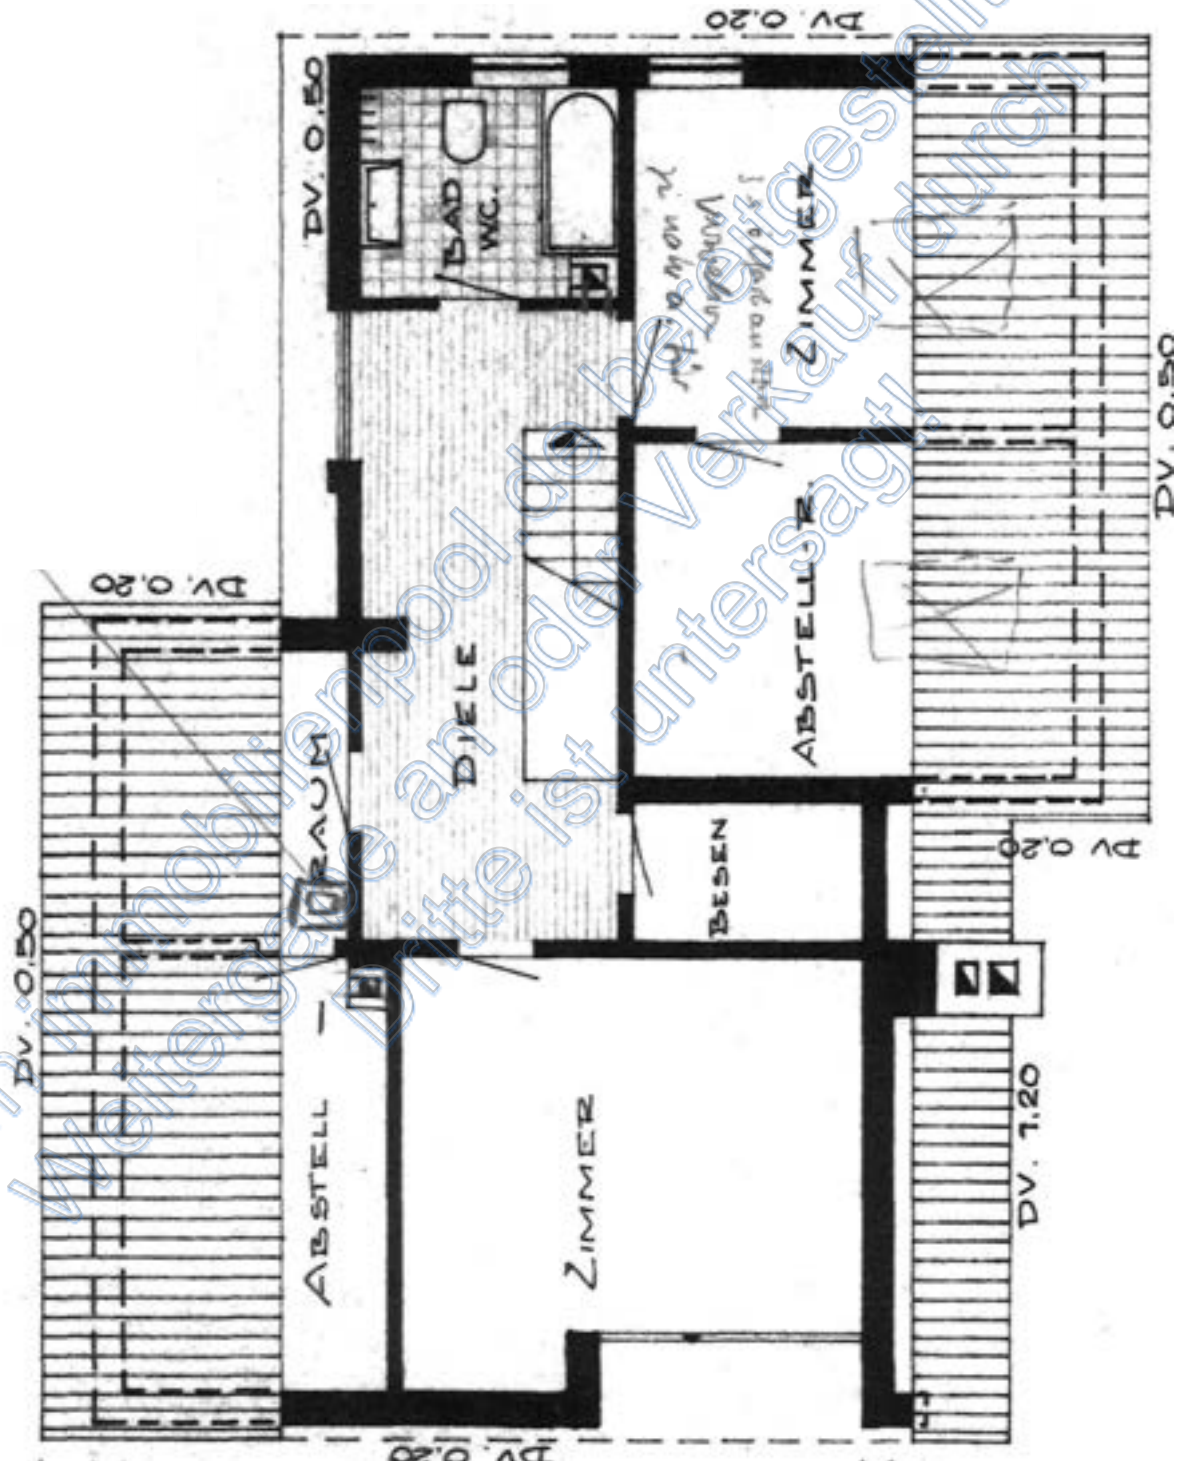 DV. 0.20
DV. 0.50
BAD
W.C.
ZIMMER
DV. 0.50
DV. 0.20
DIELE
ABSTELLR.
RAUM
BESEN
DV 0.20
DV. 0.50
ABSTELL –
ZIMMER
DV. 1.20
DV. 0.20
immobilienpool.de bereitgestellt
Weitergabe an oder Verkauf durch
Dritte ist untersagt!